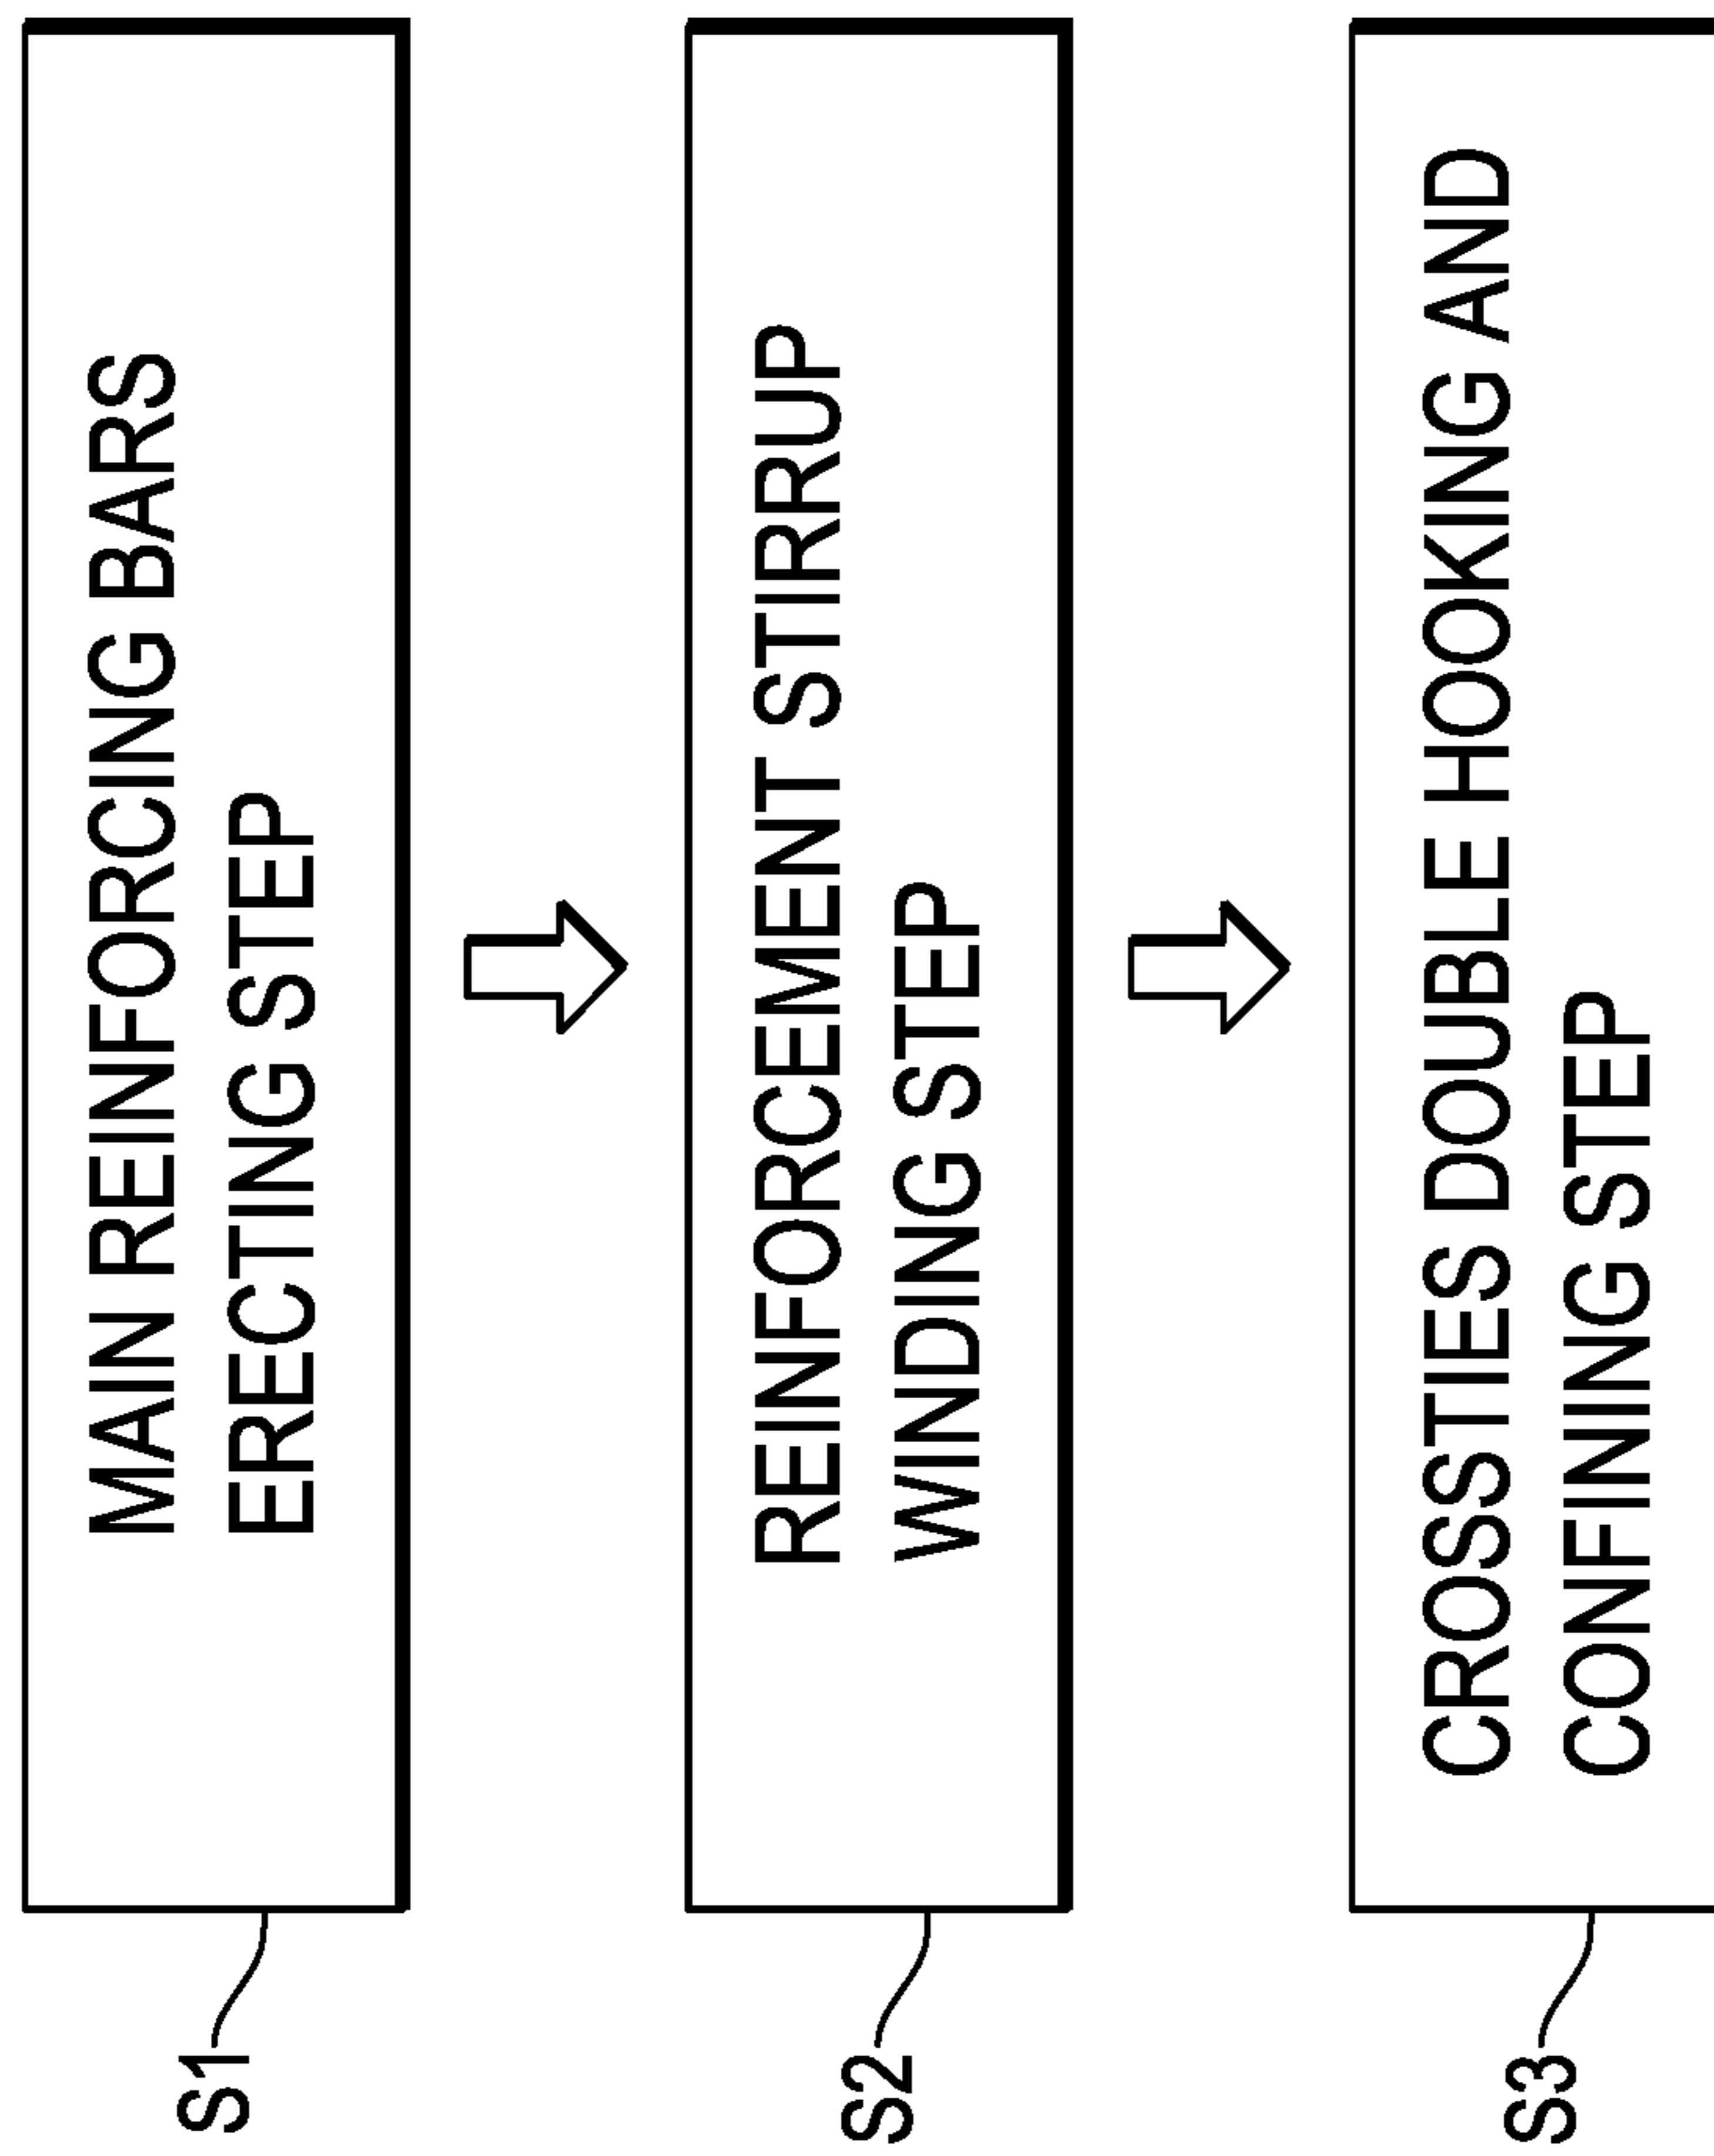 S1
MAIN REINFORCING BARS
ERECTING STEP
S2
REINFORCEMENT STIRRUP
WINDING STEP
S3
CROSSTIES DOUBLE HOOKING AND
CONFINING STEP